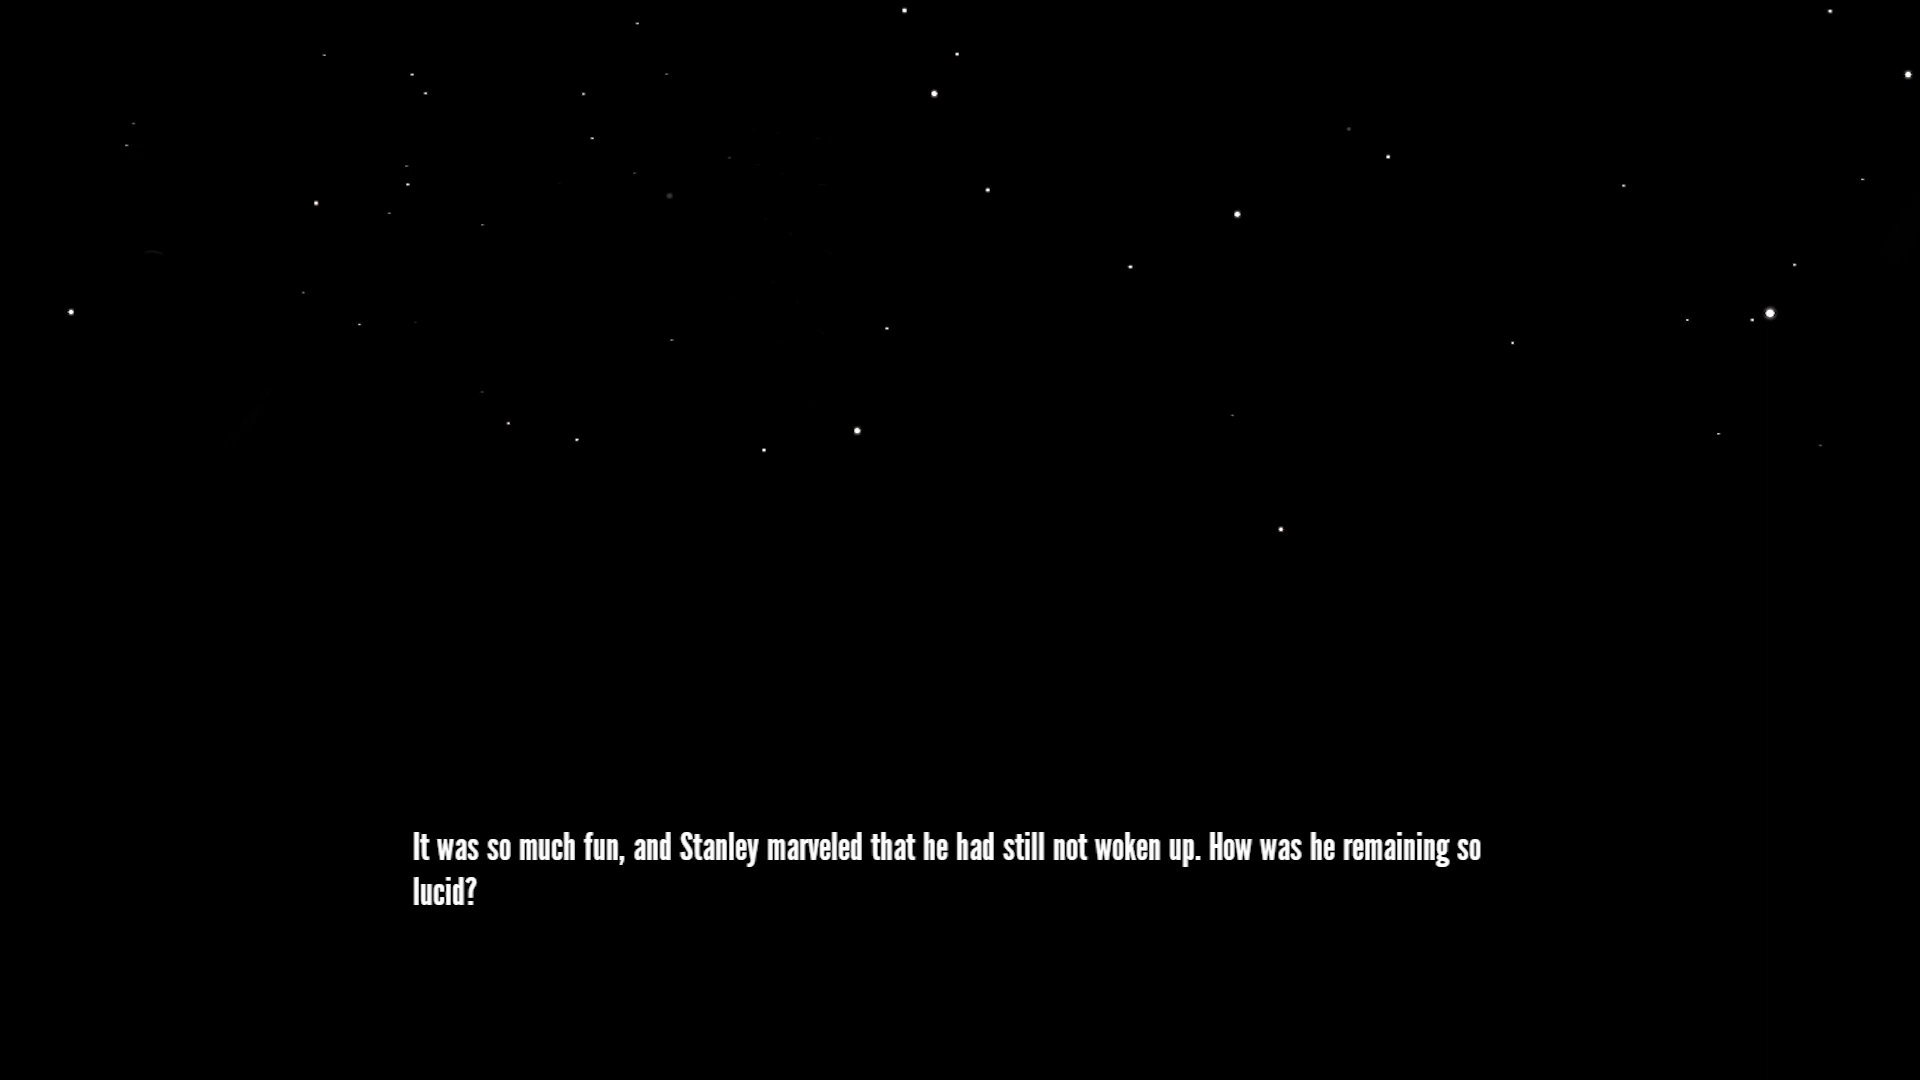 It was so much fun, and Stanley marveled that he had still not woken up. How was he remaining so
lucid?